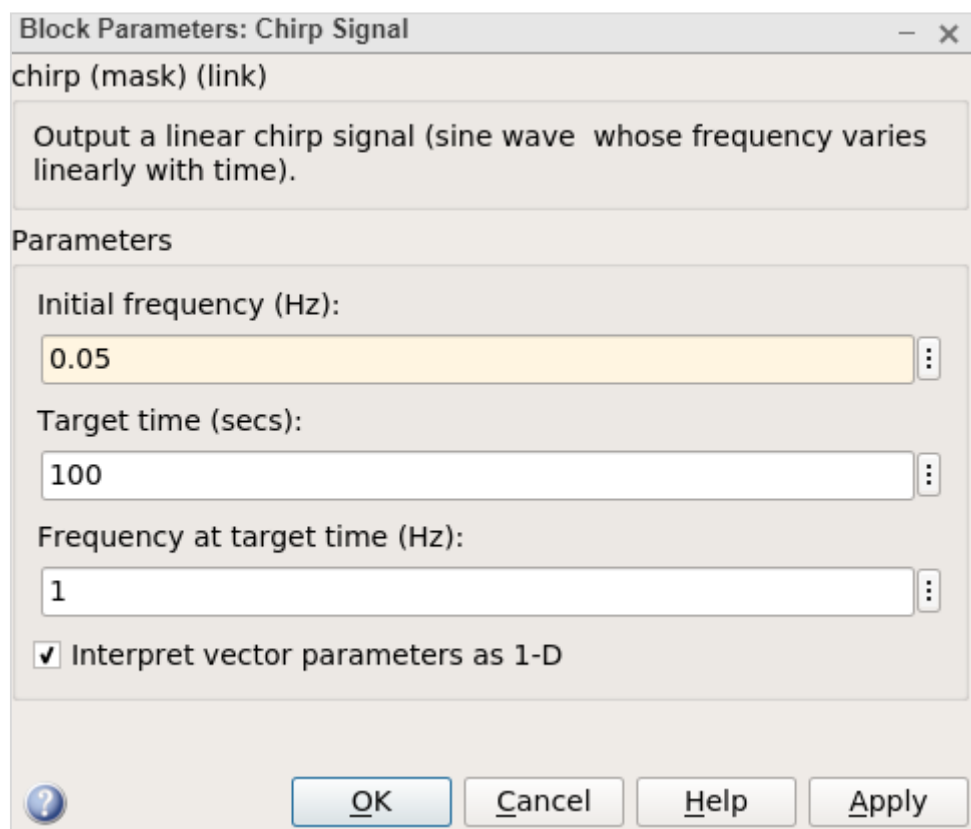 Block Parameters: Chirp Signal
chirp (mask) (link)
Output a linear chirp signal (sine wave  whose frequency varies
linearly with time).
Parameters
Initial frequency (Hz):
0.05
Target time (secs):
100
Frequency at target time (Hz):
1
Interpret vector parameters as 1-D
OK Cancel Help Apply